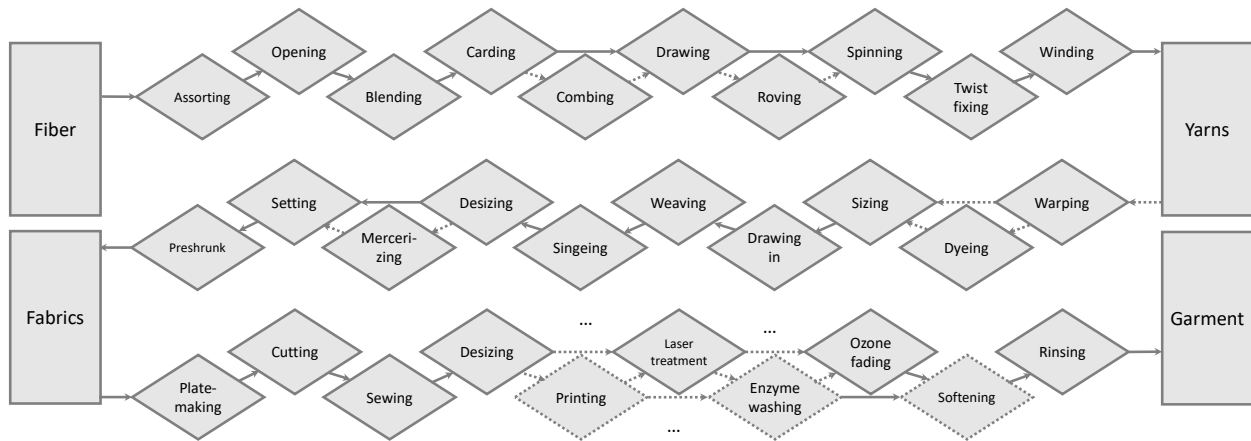 Fiber
Assorting
Opening
Blending
Carding
Combing
Drawing
Roving
Spinning
Twist
fixing
Winding
Yarns
Warping
Dyeing
Sizing
Drawing
in
Weaving
Singeing
Desizing
Merceri-
zing
Setting
Preshrunk
Fabrics
Plate-
making
Cutting
Sewing
Desizing
...
Printing
Laser
treatment
...
Enzyme
washing
...
Ozone
fading
Softening
Rinsing
Garment